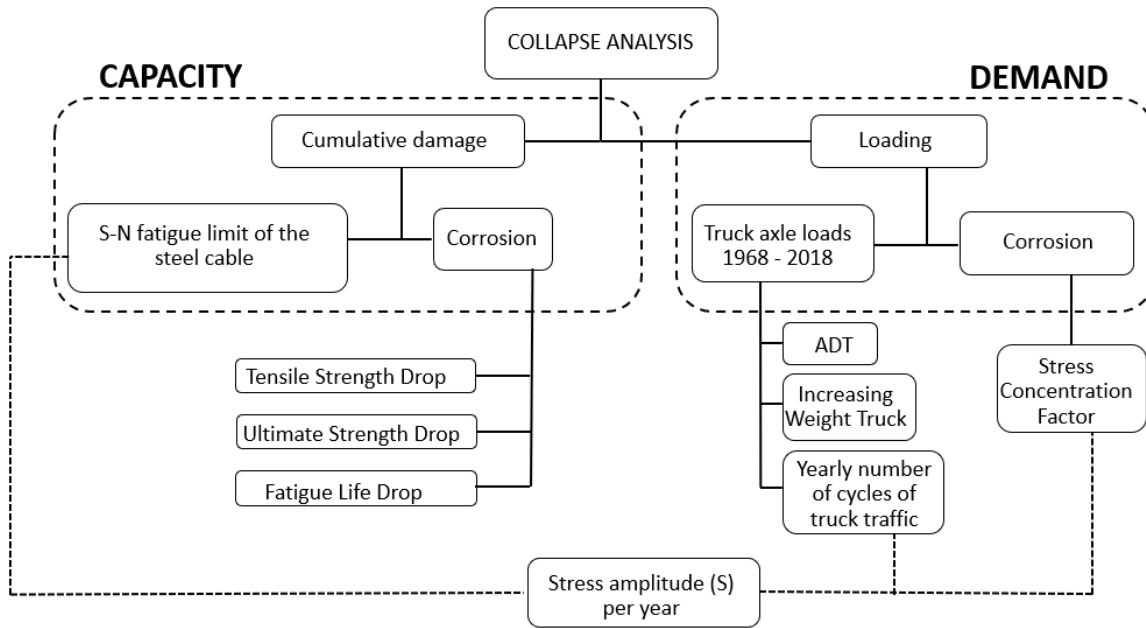 COLLAPSE ANALYSIS
CAPACITY
DEMAND
Cumulative damage
Loading
S-N fatigue limit of the
steel cable
Corrosion
Truck axle loads
1968 - 2018
Corrosion
Tensile Strength Drop
Ultimate Strength Drop
Fatigue Life Drop
ADT
Increasing
Weight Truck
Yearly number
of cycles of
truck traffic
Stress
Concentration
Factor
Stress amplitude (S)
per year